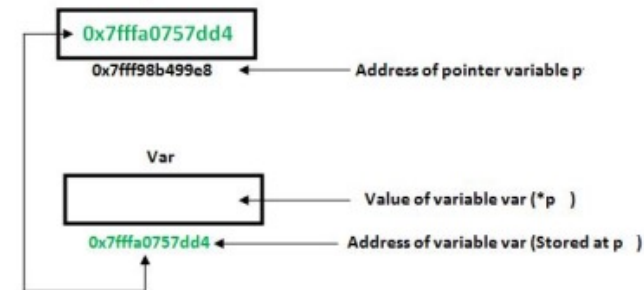 0x7fffa0757dd4
0x7fff98b499e8 Address of pointer variable p
Var
Value of variable var (*p )
0x7fffa0757dd4 Address of variable var (Stored at p )